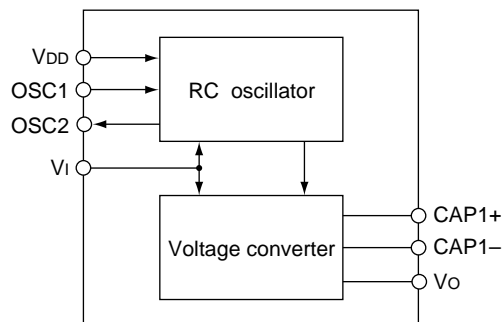 VDD
OSC1
OSC2
VI
RC oscillator
Voltage converter
CAP1+
CAP1–
VO